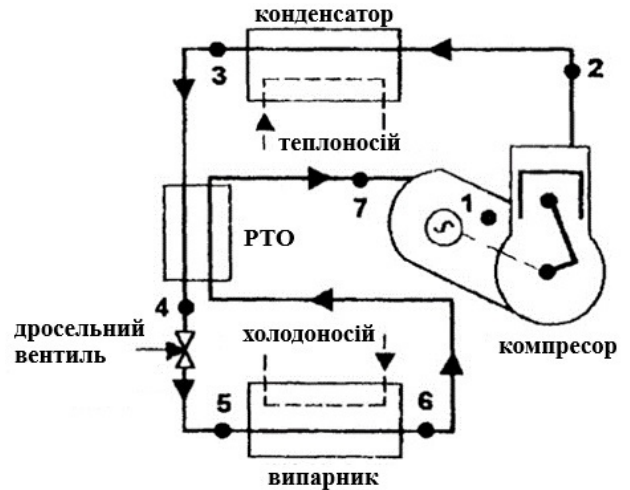 конденсатор
3
2
теплоносій
7
1
РТО
4
дросельний
вентиль
холодоносій
компресор
5
6
випарник